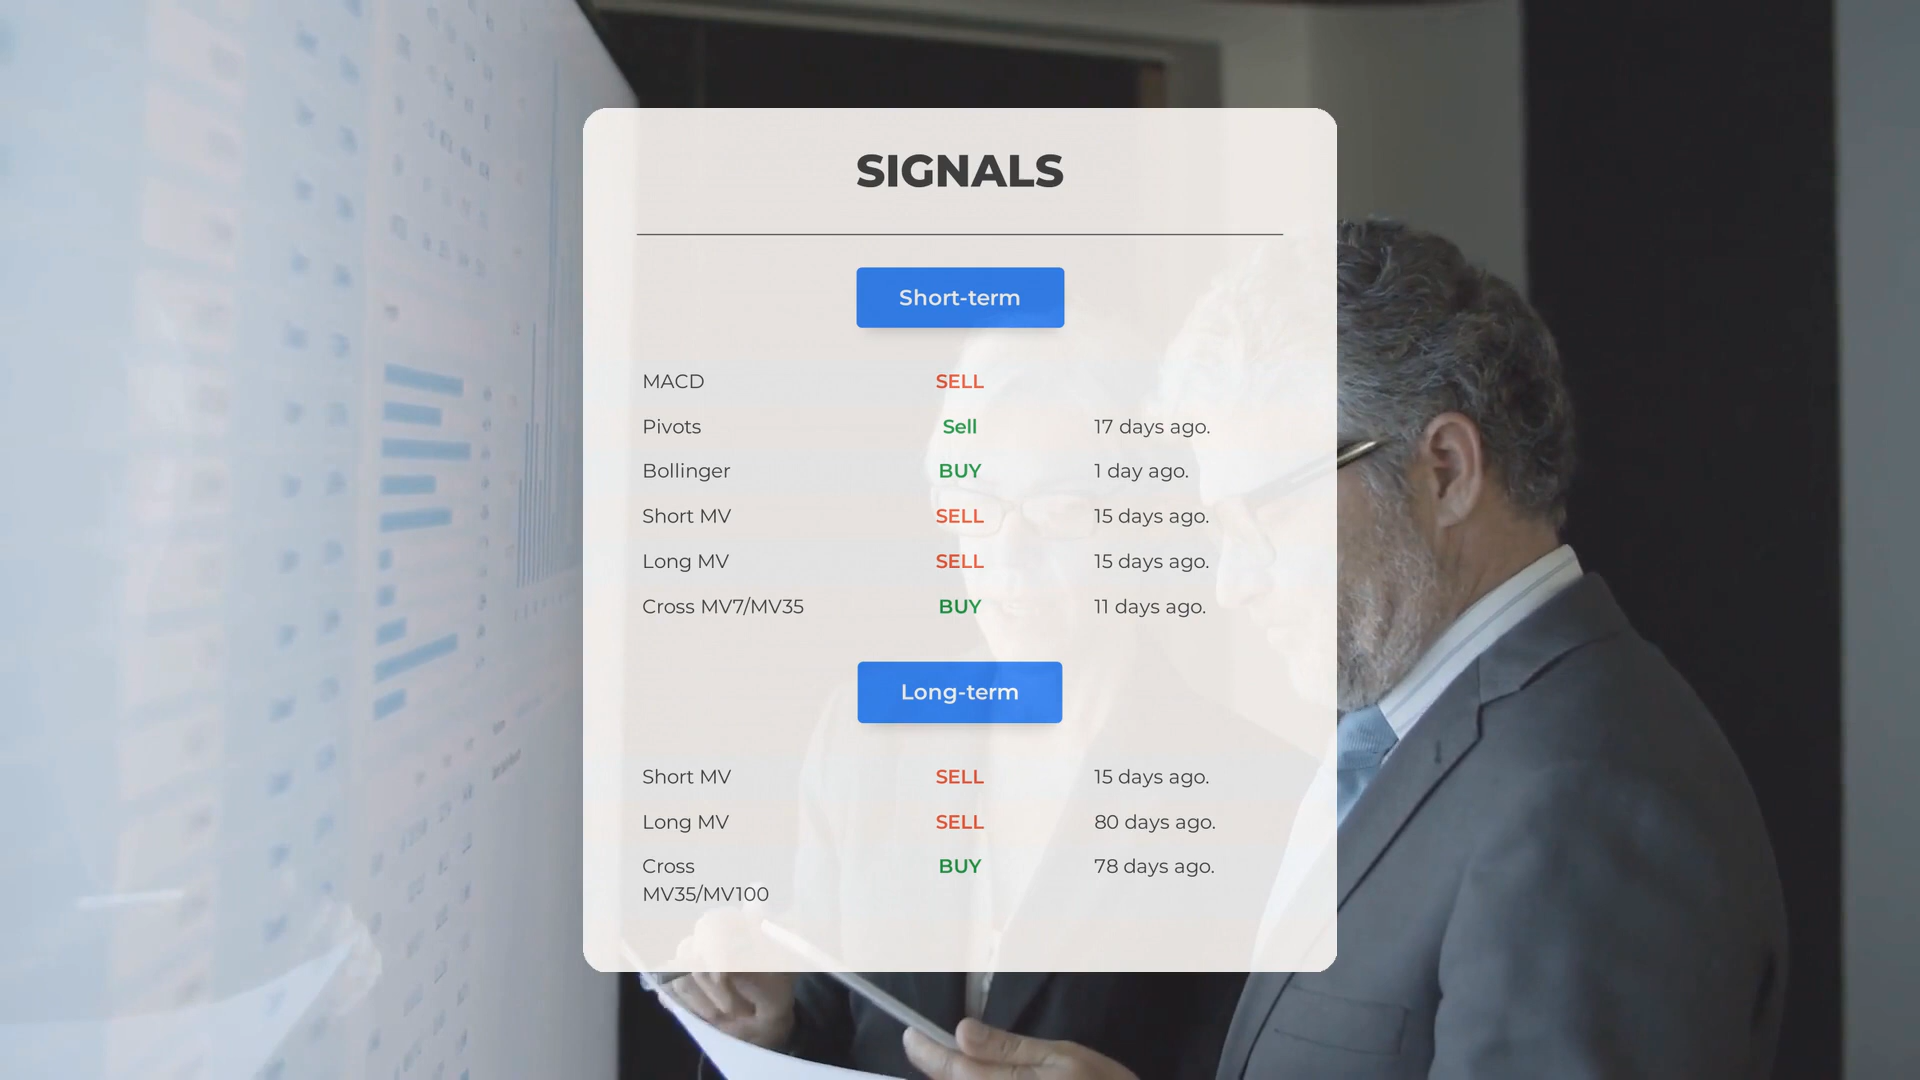 SIGNALS
Short-term
MACD SELL
Pivots Sell 17 days ago.
Bollinger BUY 1 day ago.
Short MV SELL 15 days ago.
Long MV SELL 15 days ago.
Cross MV7/MV35 BUY 11 days ago.
Long-term
Short MV SELL 15 days ago.
Long MV SELL 80 days ago.
Cross BUY 78 days ago.
MV35/MV100